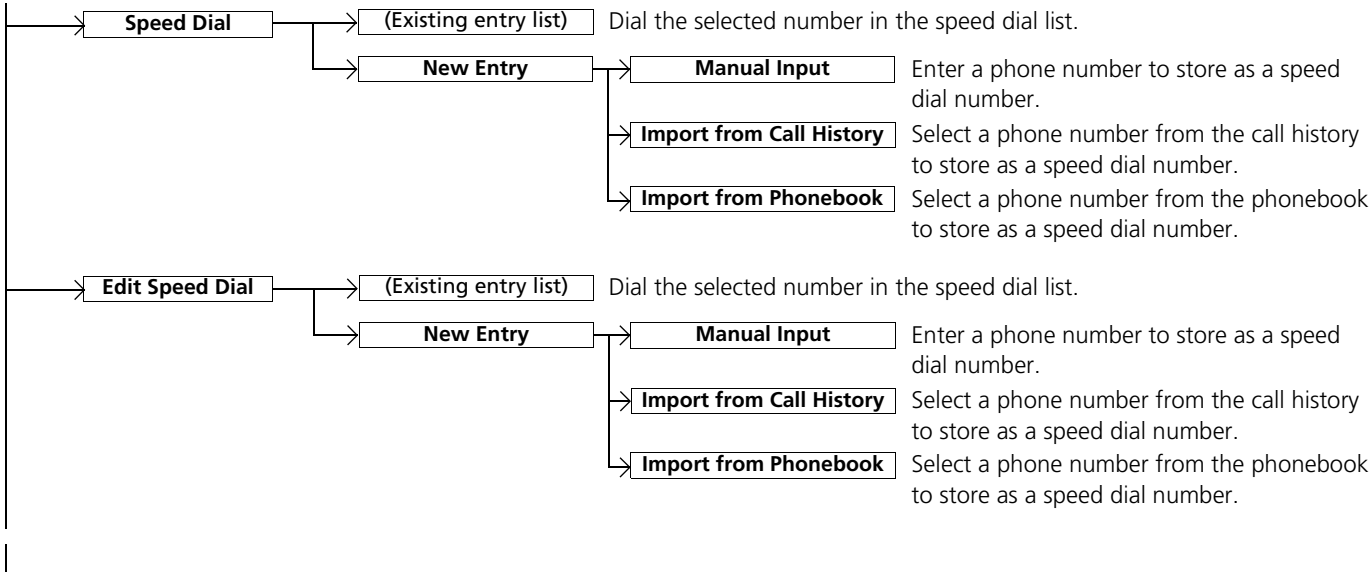 Speed Dial (Existing entry list) Dial the selected number in the speed dial list.
New Entry Manual Input Enter a phone number to store as a speed
dial number.
Import from Call History Select a phone number from the call history
to store as a speed dial number.
Import from Phonebook Select a phone number from the phonebook
to store as a speed dial number.
Edit Speed Dial (Existing entry list) Dial the selected number in the speed dial list.
New Entry Manual Input Enter a phone number to store as a speed
dial number.
Import from Call History Select a phone number from the call history
to store as a speed dial number.
Import from Phonebook Select a phone number from the phonebook
to store as a speed dial number.